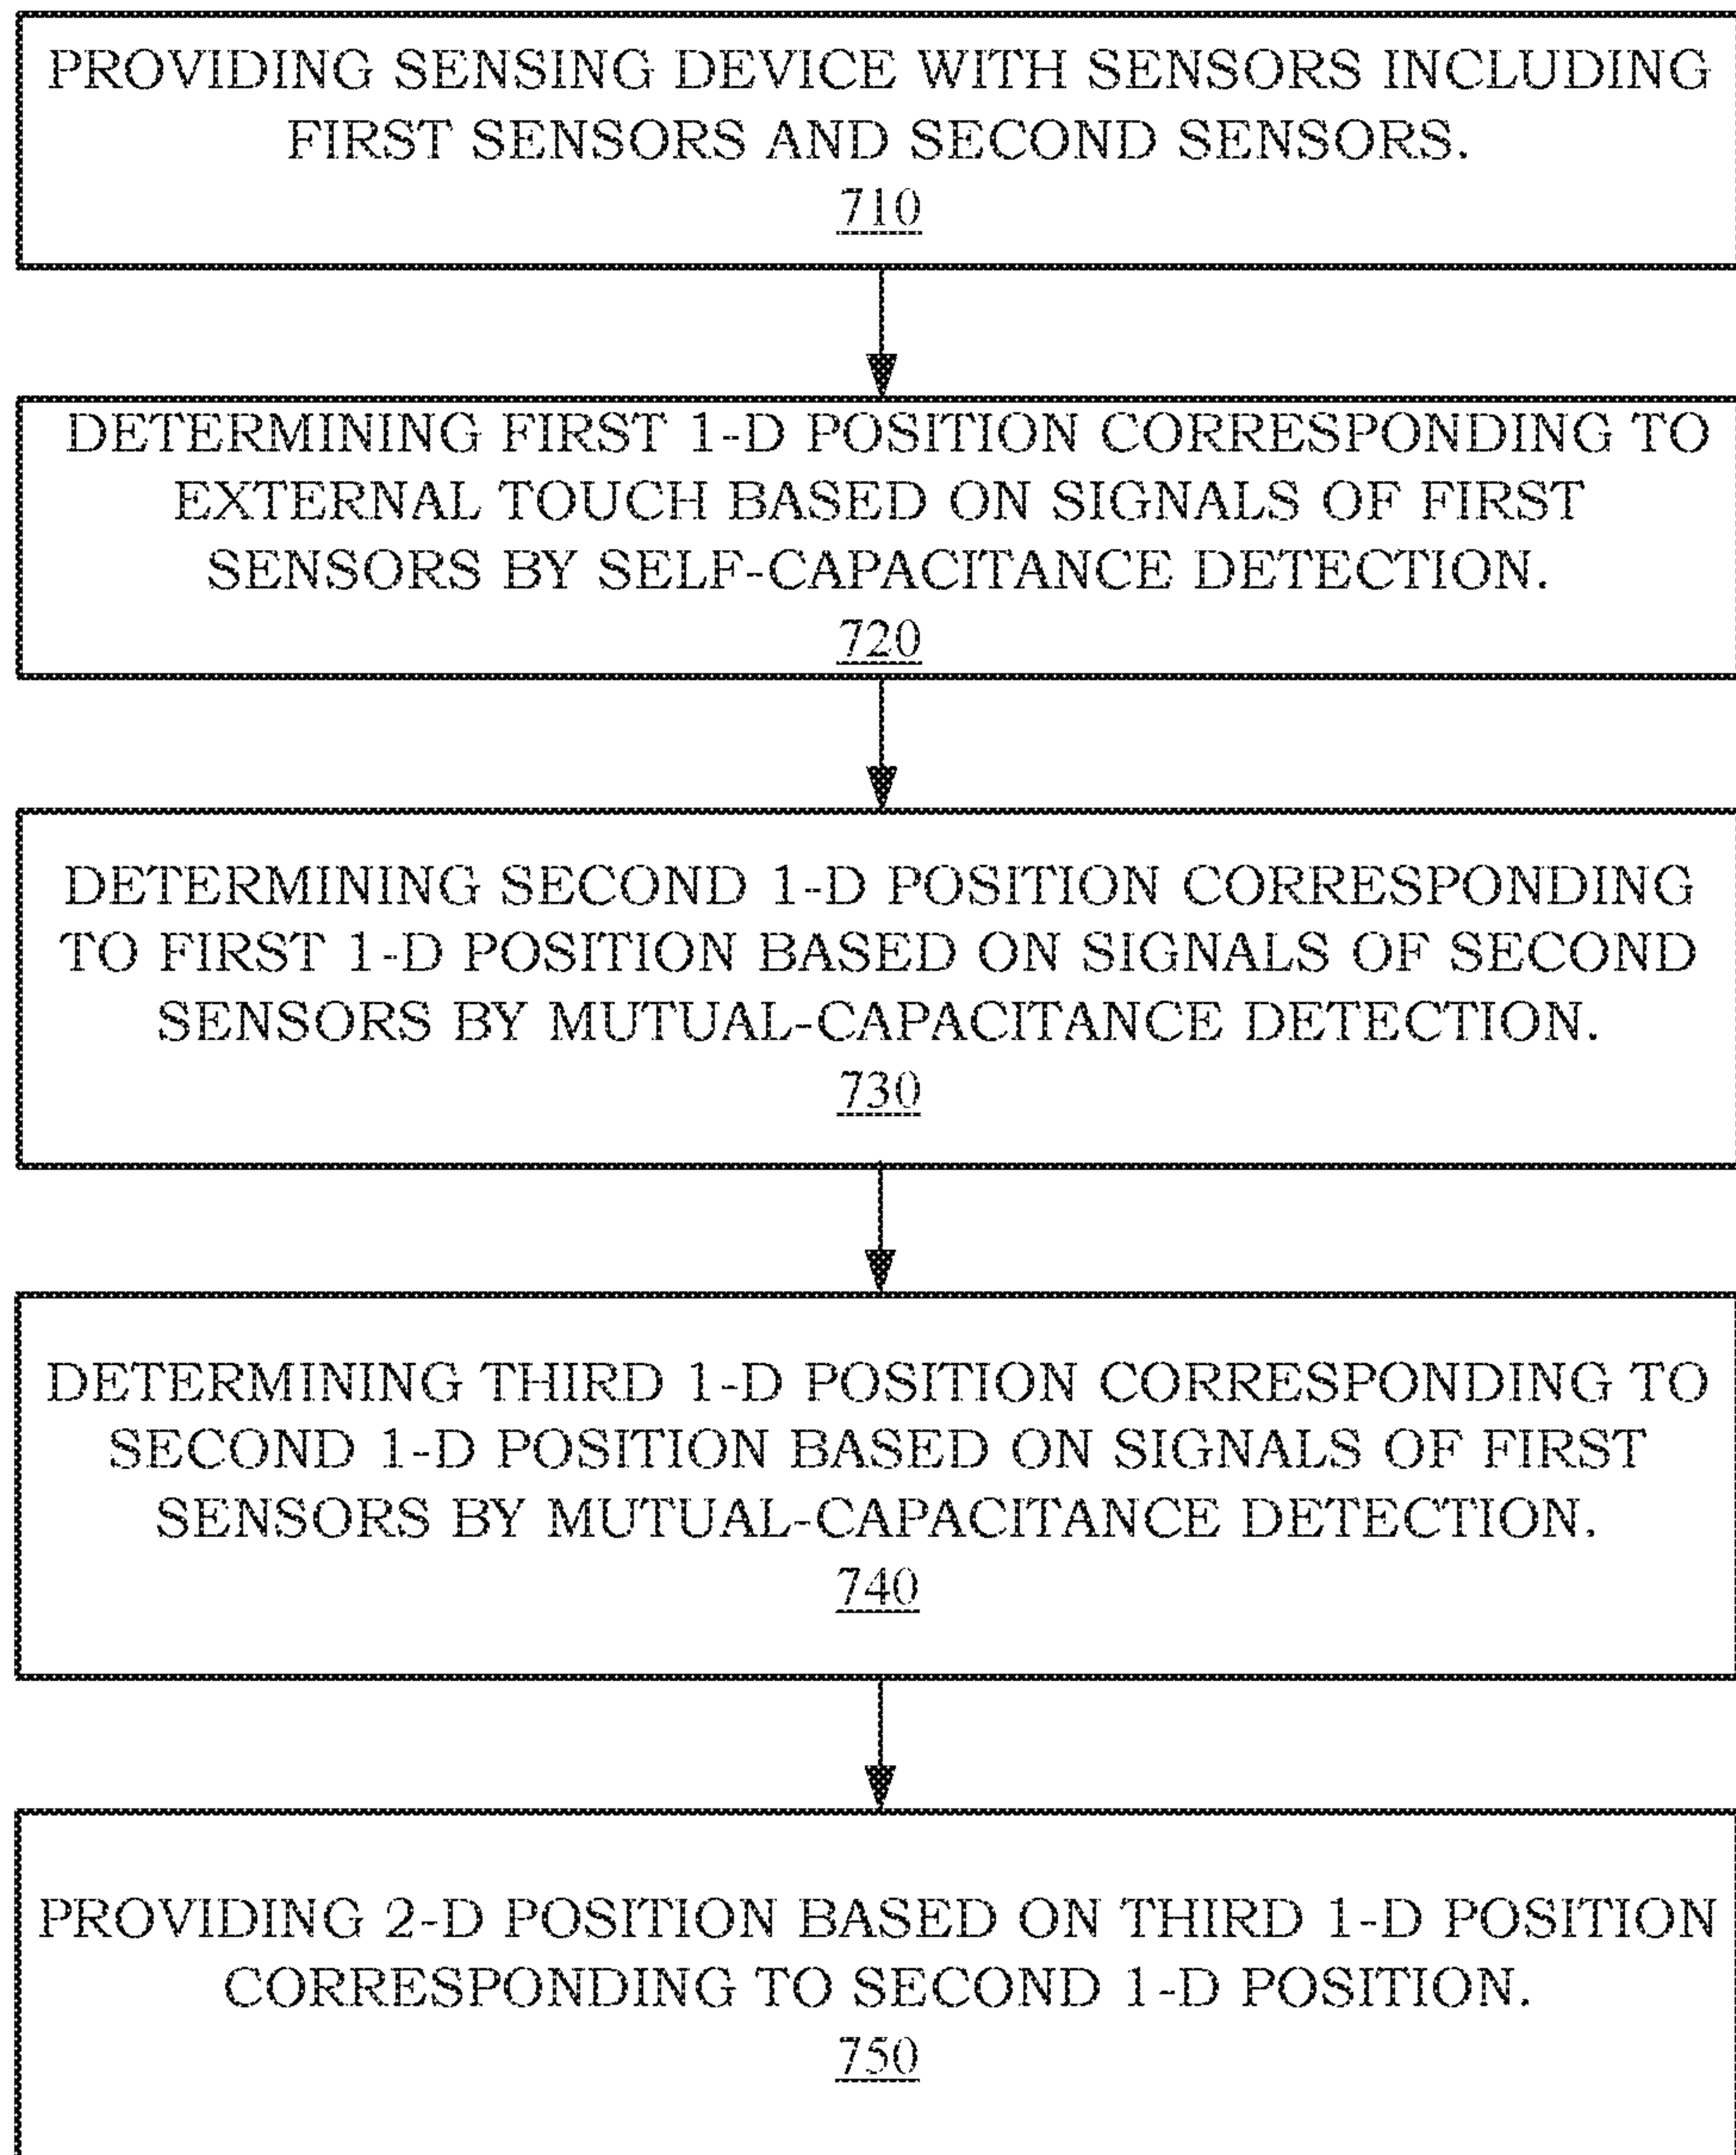 PROVIDING SENSING DEVICE WITH SENSORS INCLUDING
FIRST SENSORS AND SECOND SENSORS.
710
DETERMINING FIRST 1-D POSITION CORRESPONDING TO
EXTERNAL TOUCH BASED ON SIGNALS OF FIRST
SENSORS BY SELF-CAPACITANCE DETECTION.
720
DETERMINING SECOND 1-D POSITION CORRESPONDING
TO FIRST 1-D POSITION BASED ON SIGNALS OF SECOND
SENSORS BY MUTUAL-CAPACITANCE DETECTION.
730
DETERMINING THIRD 1-D POSITION CORRESPONDING TO
SECOND 1-D POSITION BASED ON SIGNALS OF FIRST
SENSORS BY MUTUAL-CAPACITANCE DETECTION.
740
PROVIDING 2-D POSITION BASED ON THIRD 1-D POSITION
CORRESPONDING TO SECOND 1-D POSITION.
750